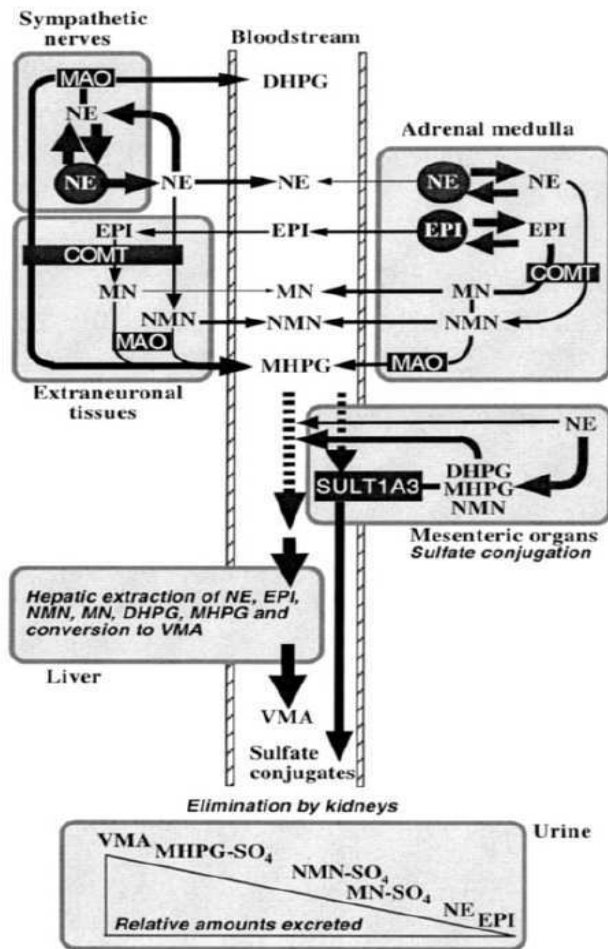 Sympathetic
nerves
Bloodstream
MAO
DHPG
NE
Adrenal medulla
NE
NE
NE
NE
NE
EPI
EPI
EPI
EPI
COMT
COMT
MN
MN
MN
NMN
NMN
NMN
MAO
MHPG
MAO
Extraneuronal
tissues
NE
DHPG
SULT1A3
MHPG
NMN
Mesenteric organs
Sulfate conjugation
Hepatic extraction of NE, EPI,
NMN, MN, DHPG, MHPG and
conversion to VMA
Liver
VMA
Sulfate
conjugates
Elimination by kidneys
Urine
VMA
MHPG-SO4
NMN-SO4
MN-SO4
NE
EPI
Relative amounts excreted